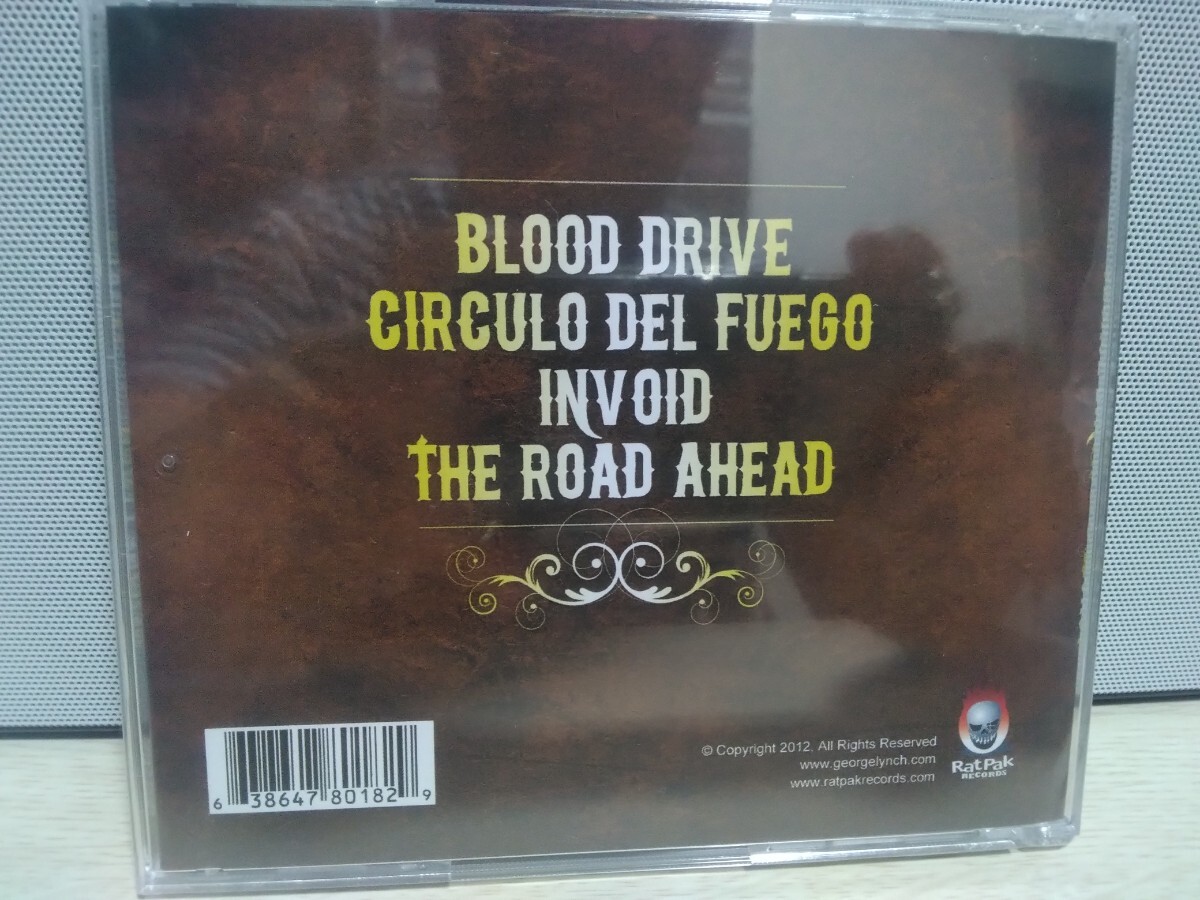 BLOOD DRIVE
CIRCULO DEL FUEGO
INVOID
THE ROAD AHEAD
6 38647 80182 9
© Copyright 2012. All Rights Reserved
www.georgelynch.com
www.ratpakrecords.com
RatPak
RECORDS